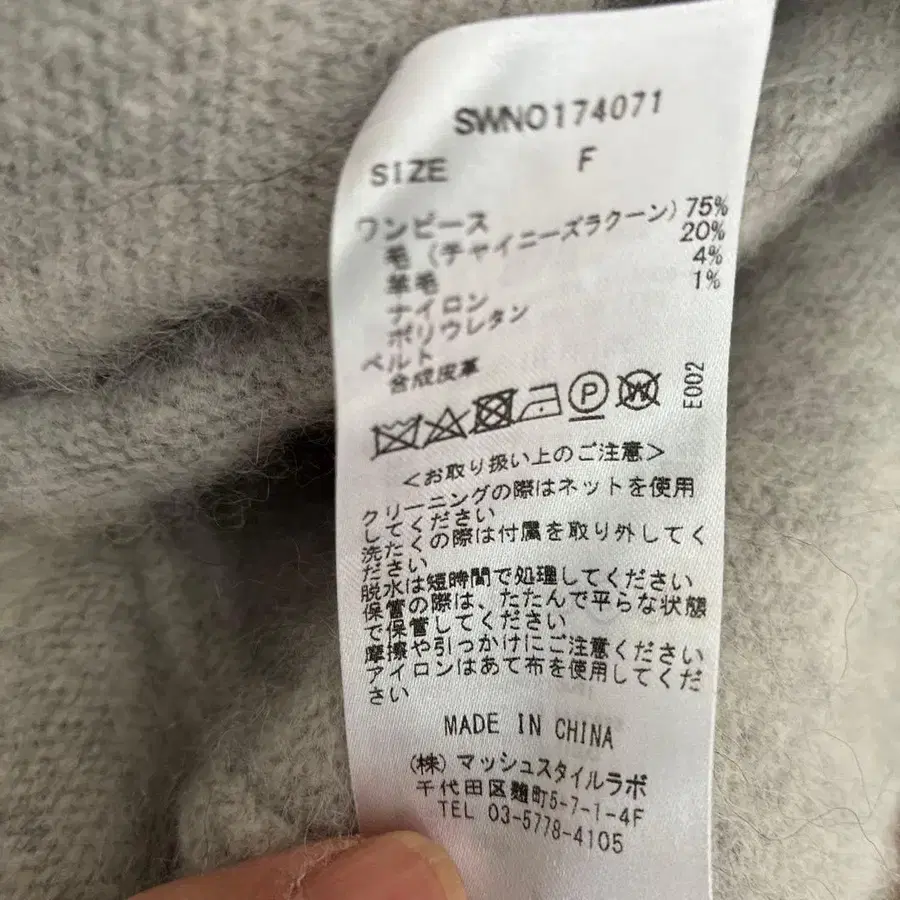 SWNO174071
SIZE F
ワンピース
毛 (チャイニーズラクーン) 75%
羊毛 20%
ナイロン 4%
ポリウレタン 1%
ベルト
合成皮革
P W
E002
<お取り扱い上のご注意>
クリーニングの際はネットを使用
してください
洗たくの際は付属を取り外してく
ださい
脱水は短時間で処理してください
保管の際は、たたんで平らな状態
で保管してください
摩擦や引っかけにご注意ください
アイロンはあて布を使用してくだ
さい
MADE IN CHINA
(株) マッシュスタイルラボ
千代田区麹町5-7-1-4F
TEL 03-5778-4105